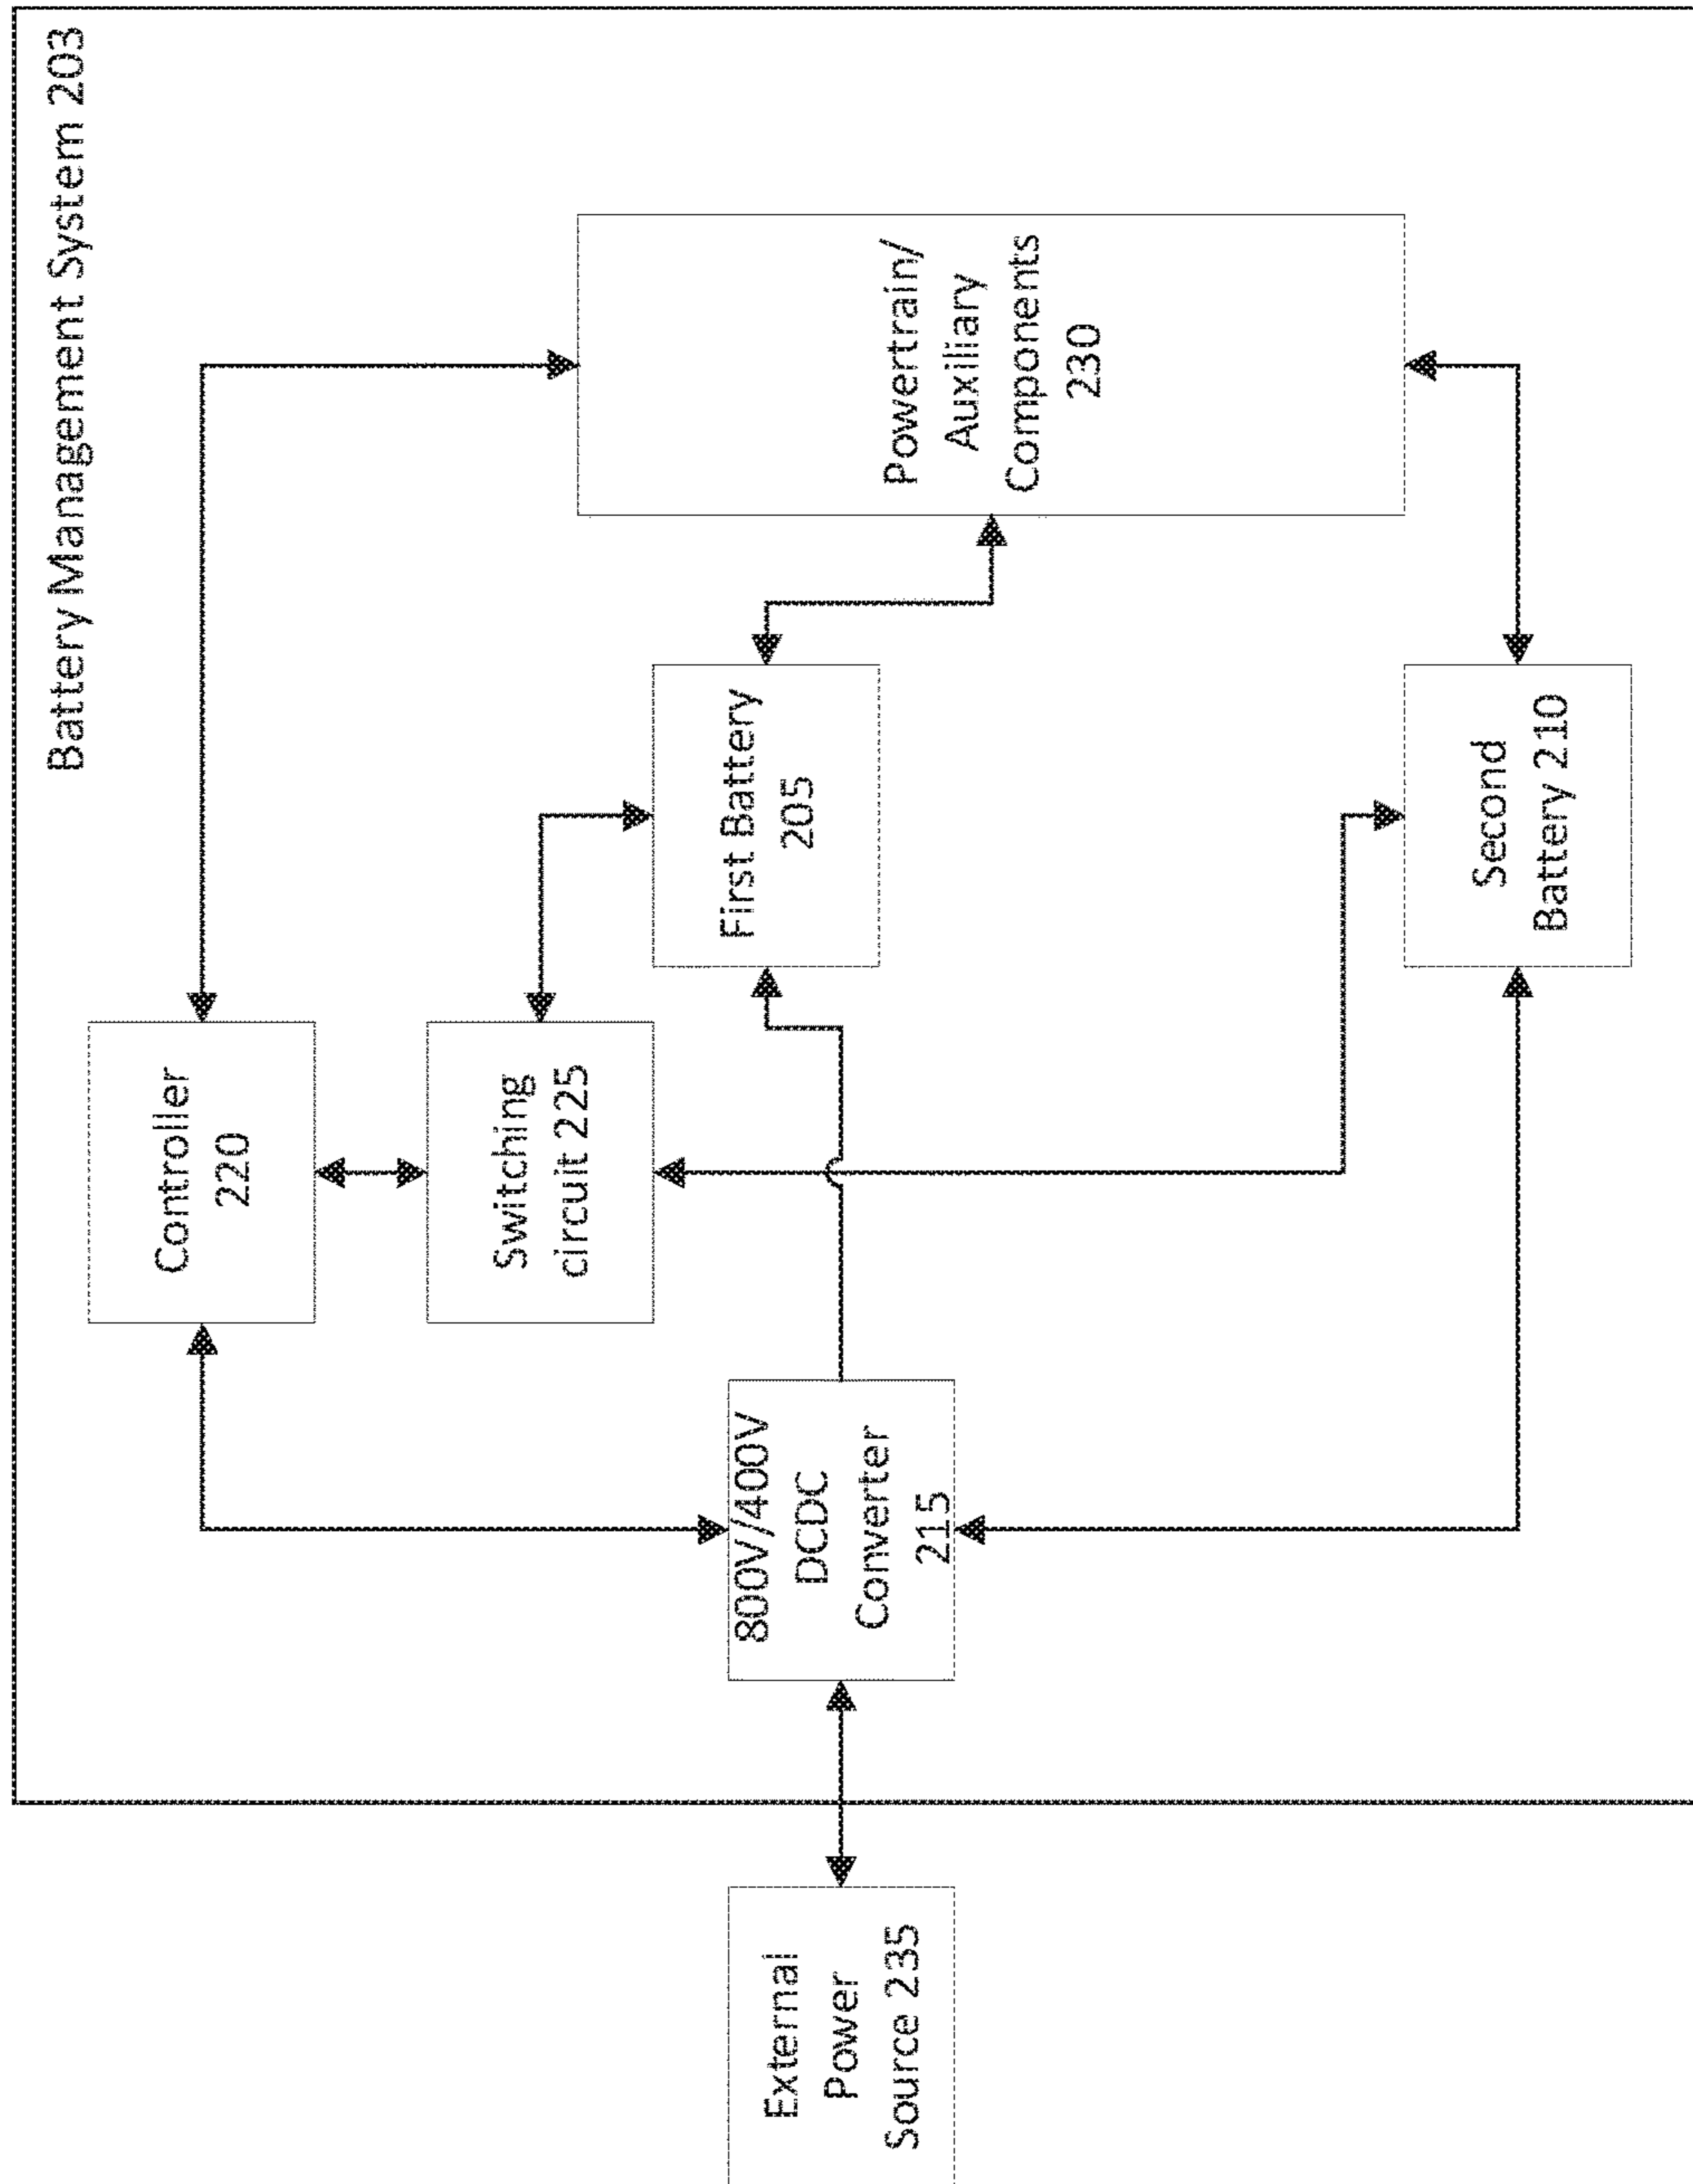 Battery Management System 203
Controller
220
Switching
circuit 225
External
Power
Source 235
800V/400V
DCDC
Converter
215
First Battery
205
Powertrain/
Auxiliary
Components
230
Second
Battery 210